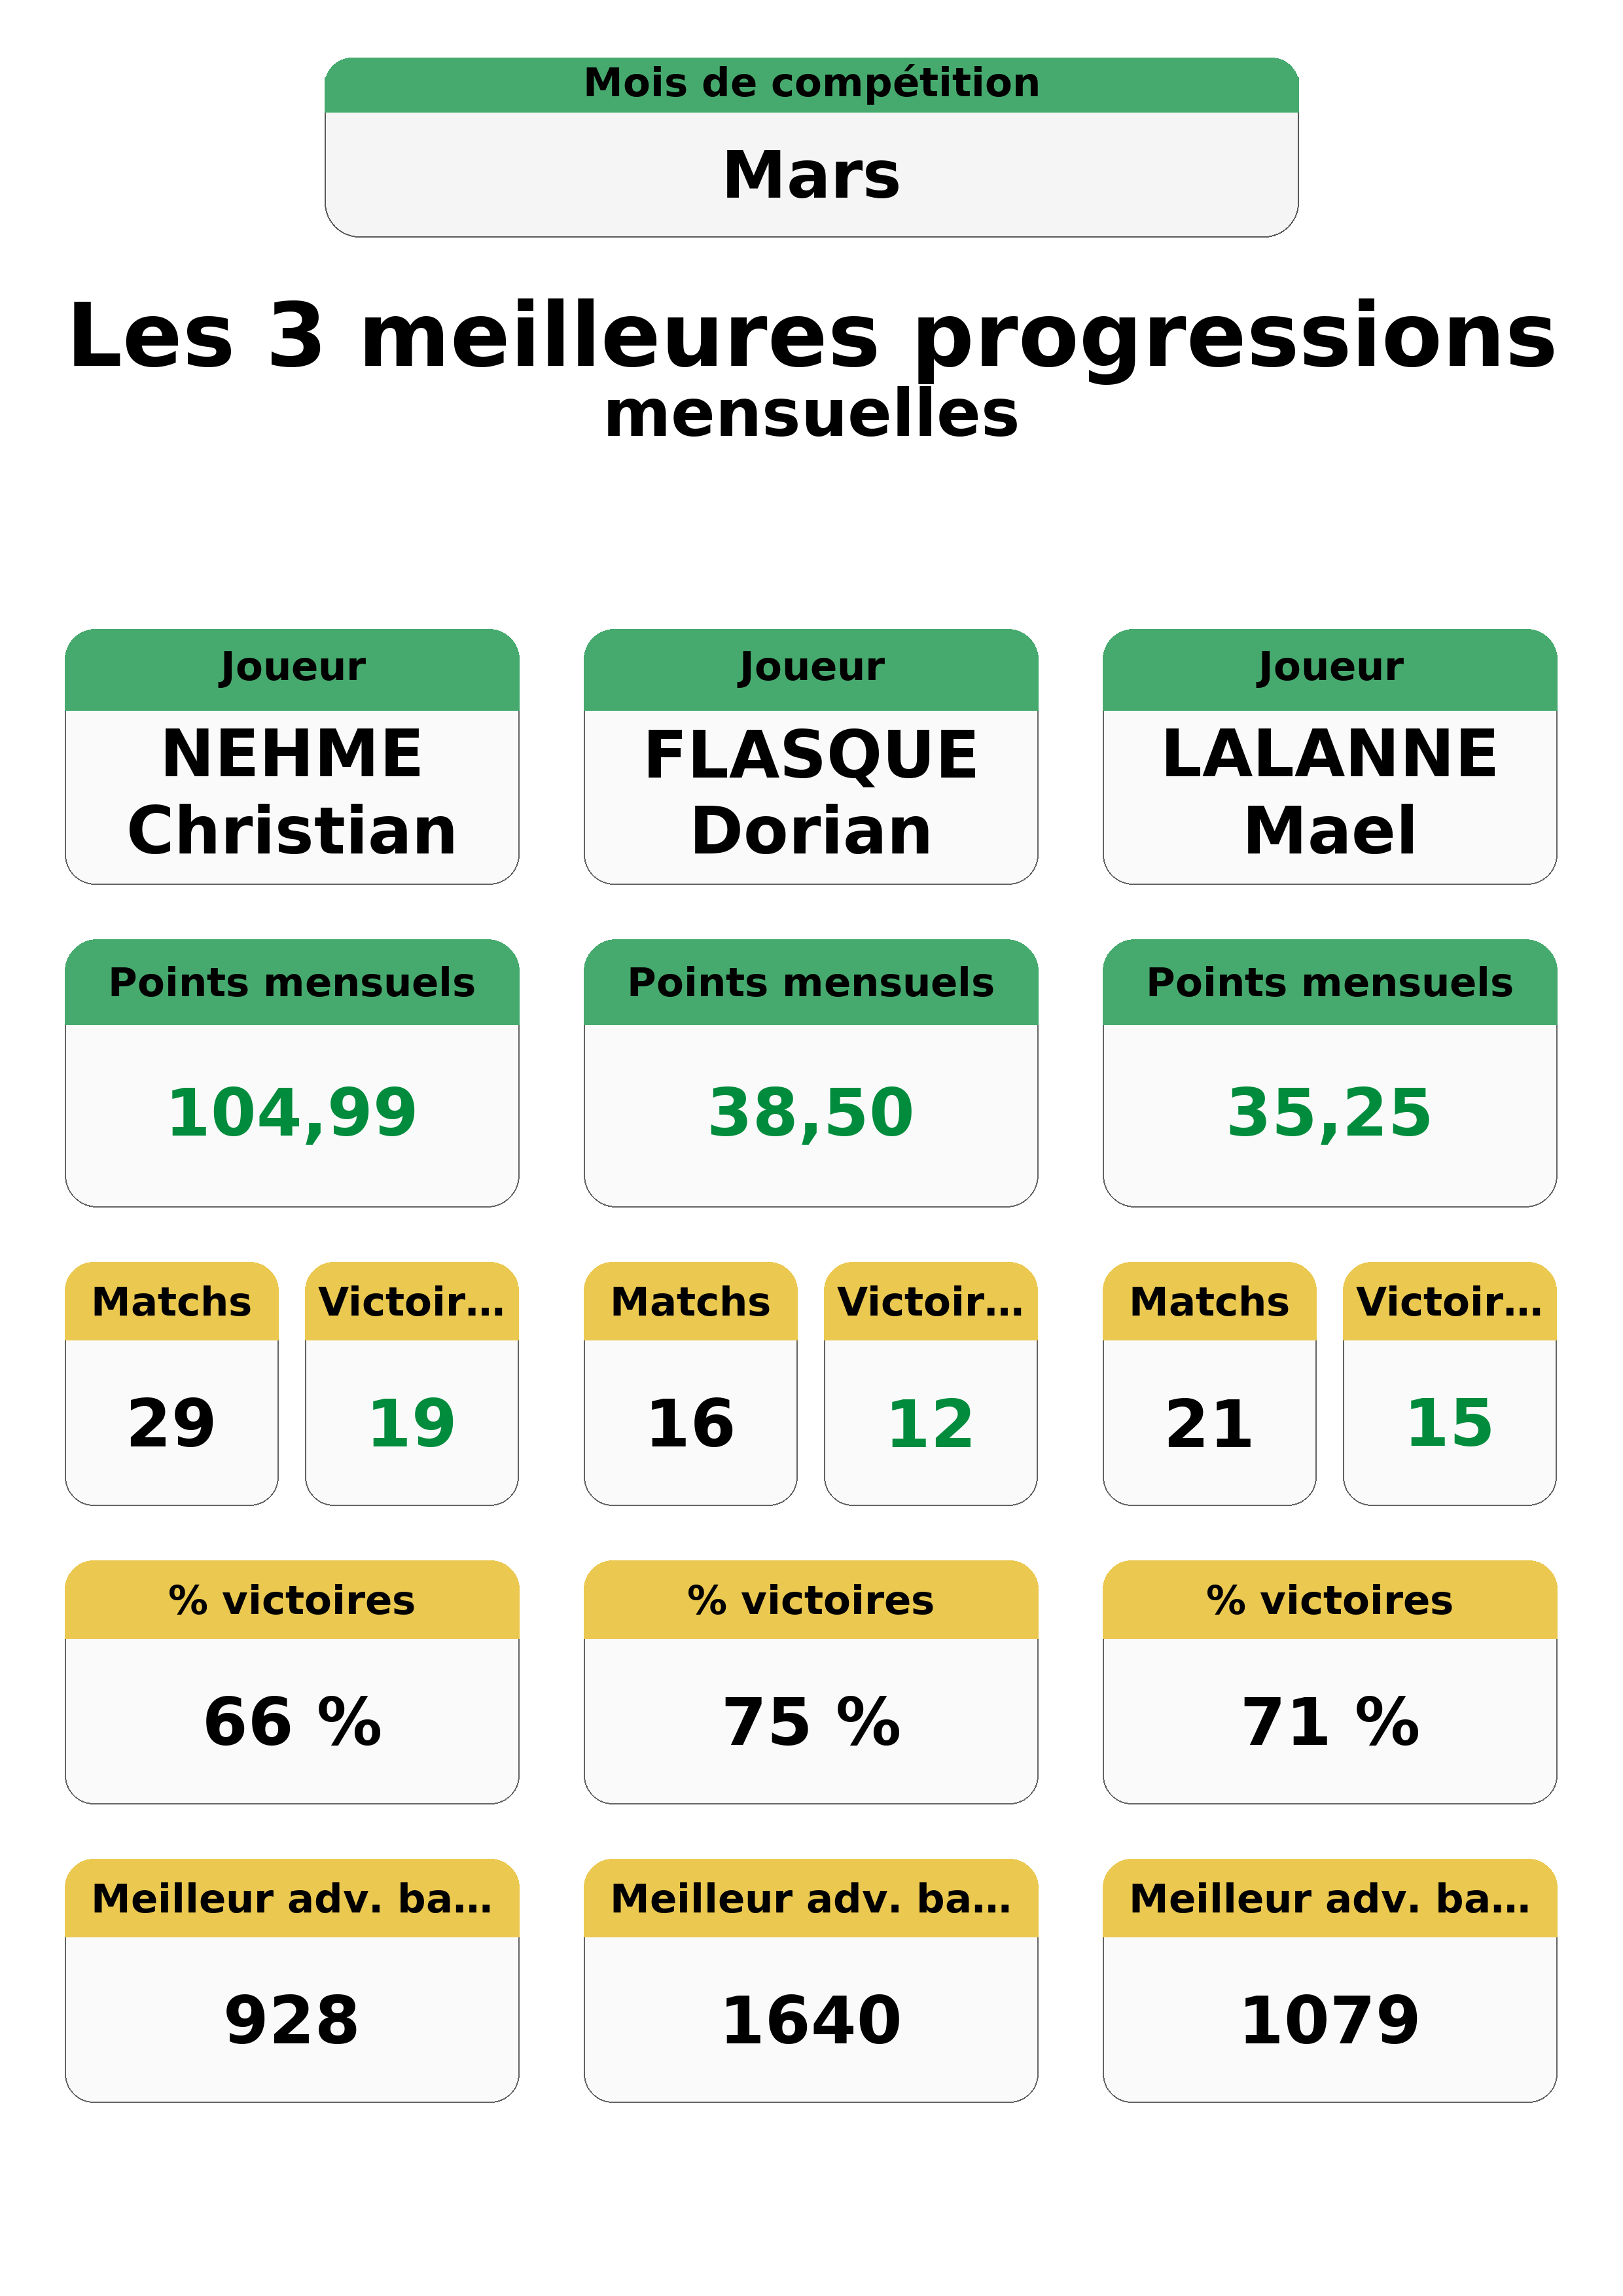 Mois de compétition
Mars
Les 3 meilleures progressions
mensuelles
Joueur
NEHME
Christian
Joueur
FLASQUE
Dorian
Joueur
LALANNE
Mael
Points mensuels
104,99
Points mensuels
38,50
Points mensuels
35,25
Matchs
29
Victoir...
19
Matchs
16
Victoir...
12
Matchs
21
Victoir...
15
% victoires
66 %
% victoires
75 %
% victoires
71 %
Meilleur adv. ba...
928
Meilleur adv. ba...
1640
Meilleur adv. ba...
1079